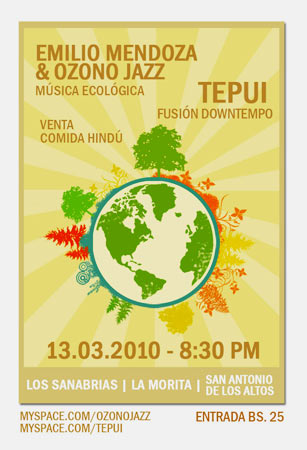 EMILIO MENDOZA
& OZONO JAZZ
MÚSICA ECOLÓGICA
TEPUI
FUSIÓN DOWNTEMPO
VENTA
COMIDA HINDÚ
13.03.2010 - 8:30 PM
LOS SANABRIAS | LA MORITA | SAN ANTONIO
DE LOS ALTOS
MYSPACE.COM/OZONOJAZZ
MYSPACE.COM/TEPUI
ENTRADA BS. 25